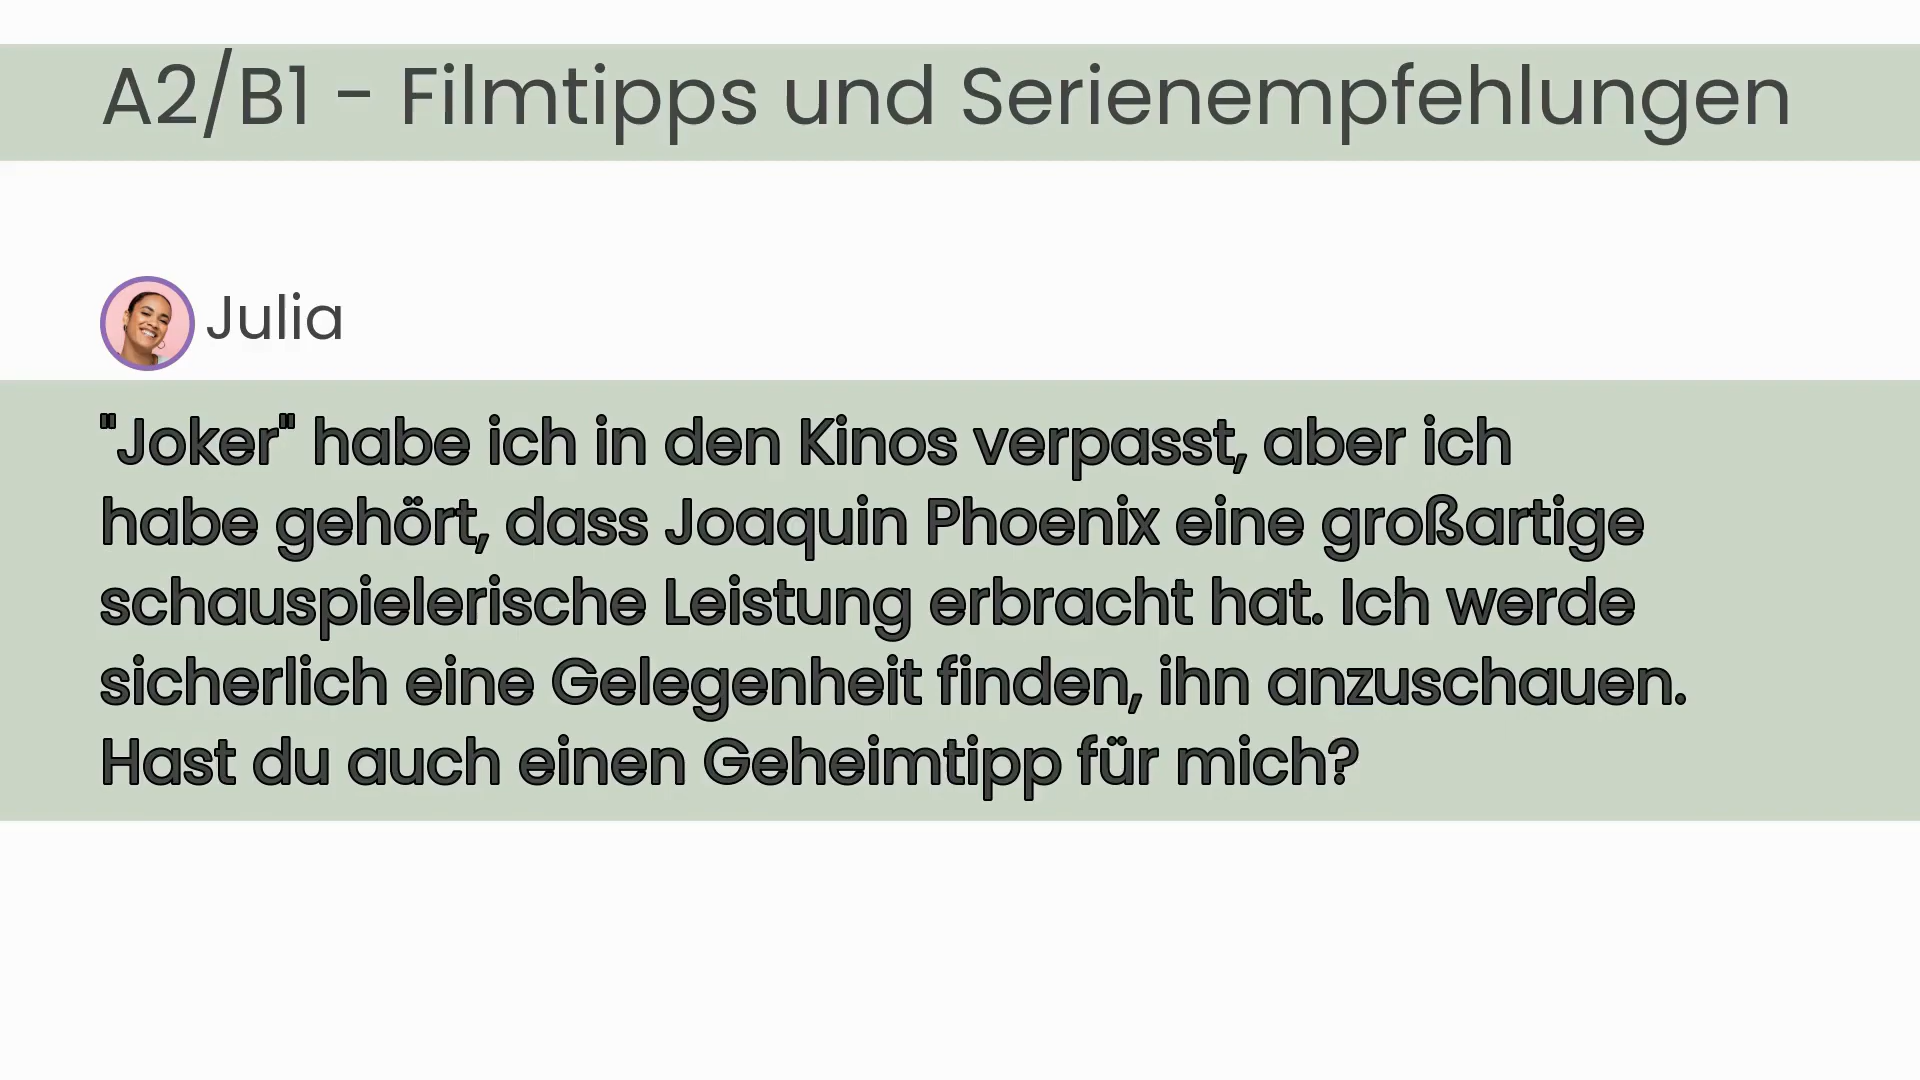 A2/B1 - Filmtipps und Serienempfehlungen
Julia
"Joker" habe ich in den Kinos verpasst, aber ich
habe gehört, dass Joaquin Phoenix eine großartige
schauspielerische Leistung erbracht hat. Ich werde
sicherlich eine Gelegenheit finden, ihn anzuschauen.
Hast du auch einen Geheimtipp für mich?